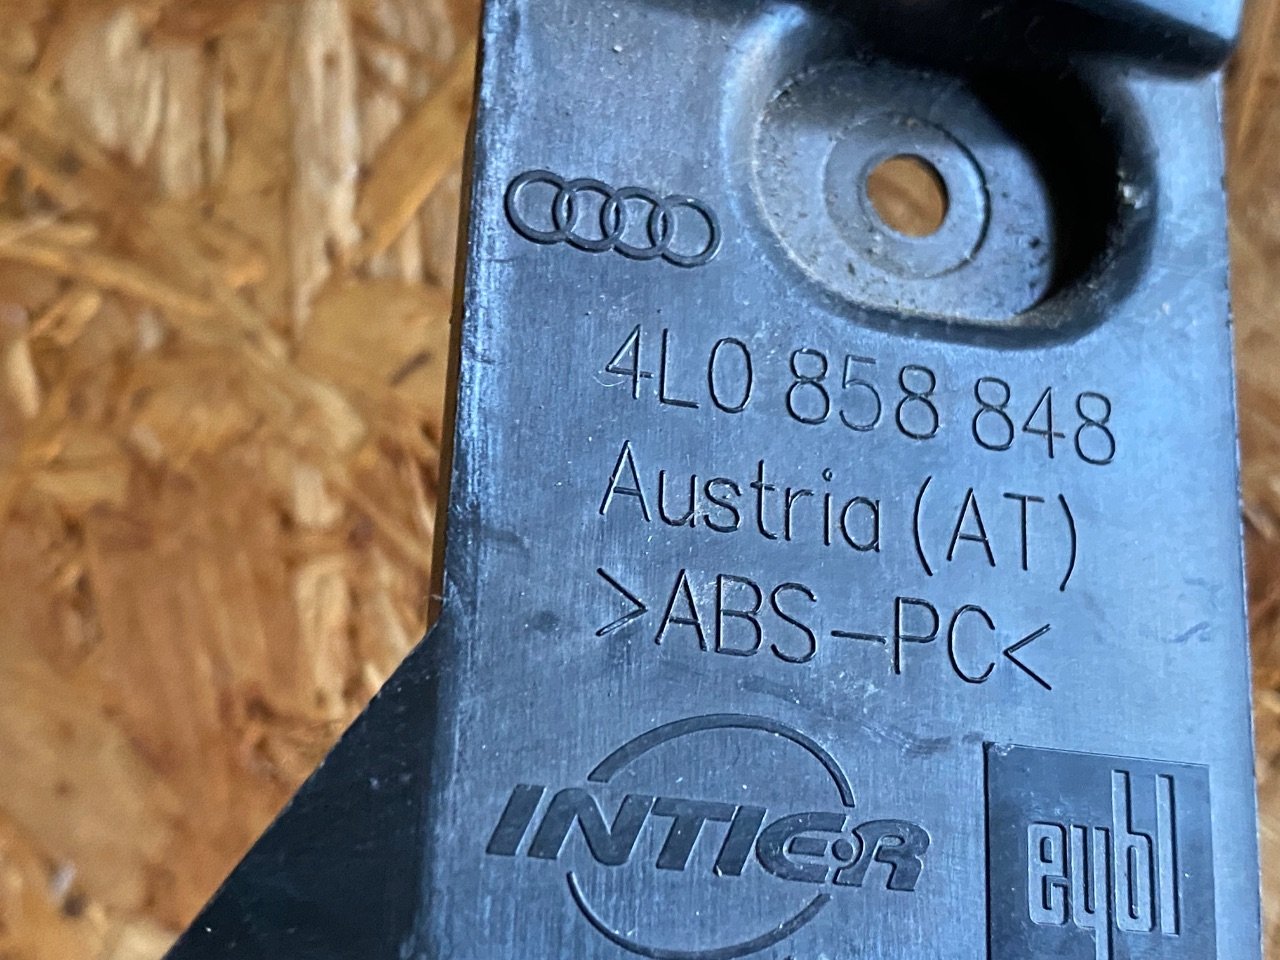 4L0 858 848
Austria (AT)
>ABS-PC<
INTIER
eybl